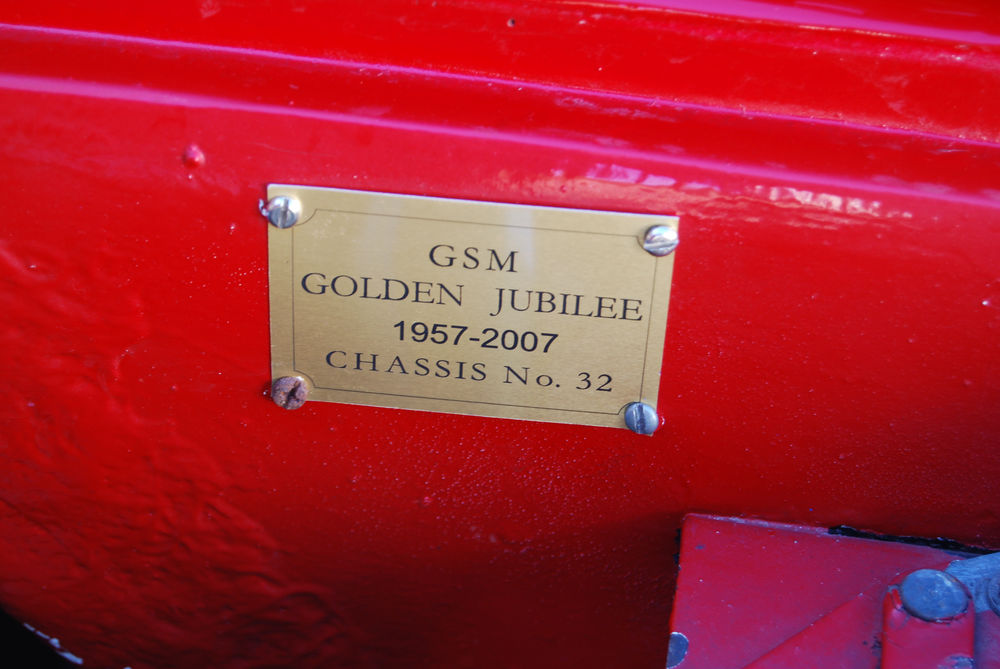 GSM
GOLDEN JUBILEE
1957-2007
CHASSIS No. 32